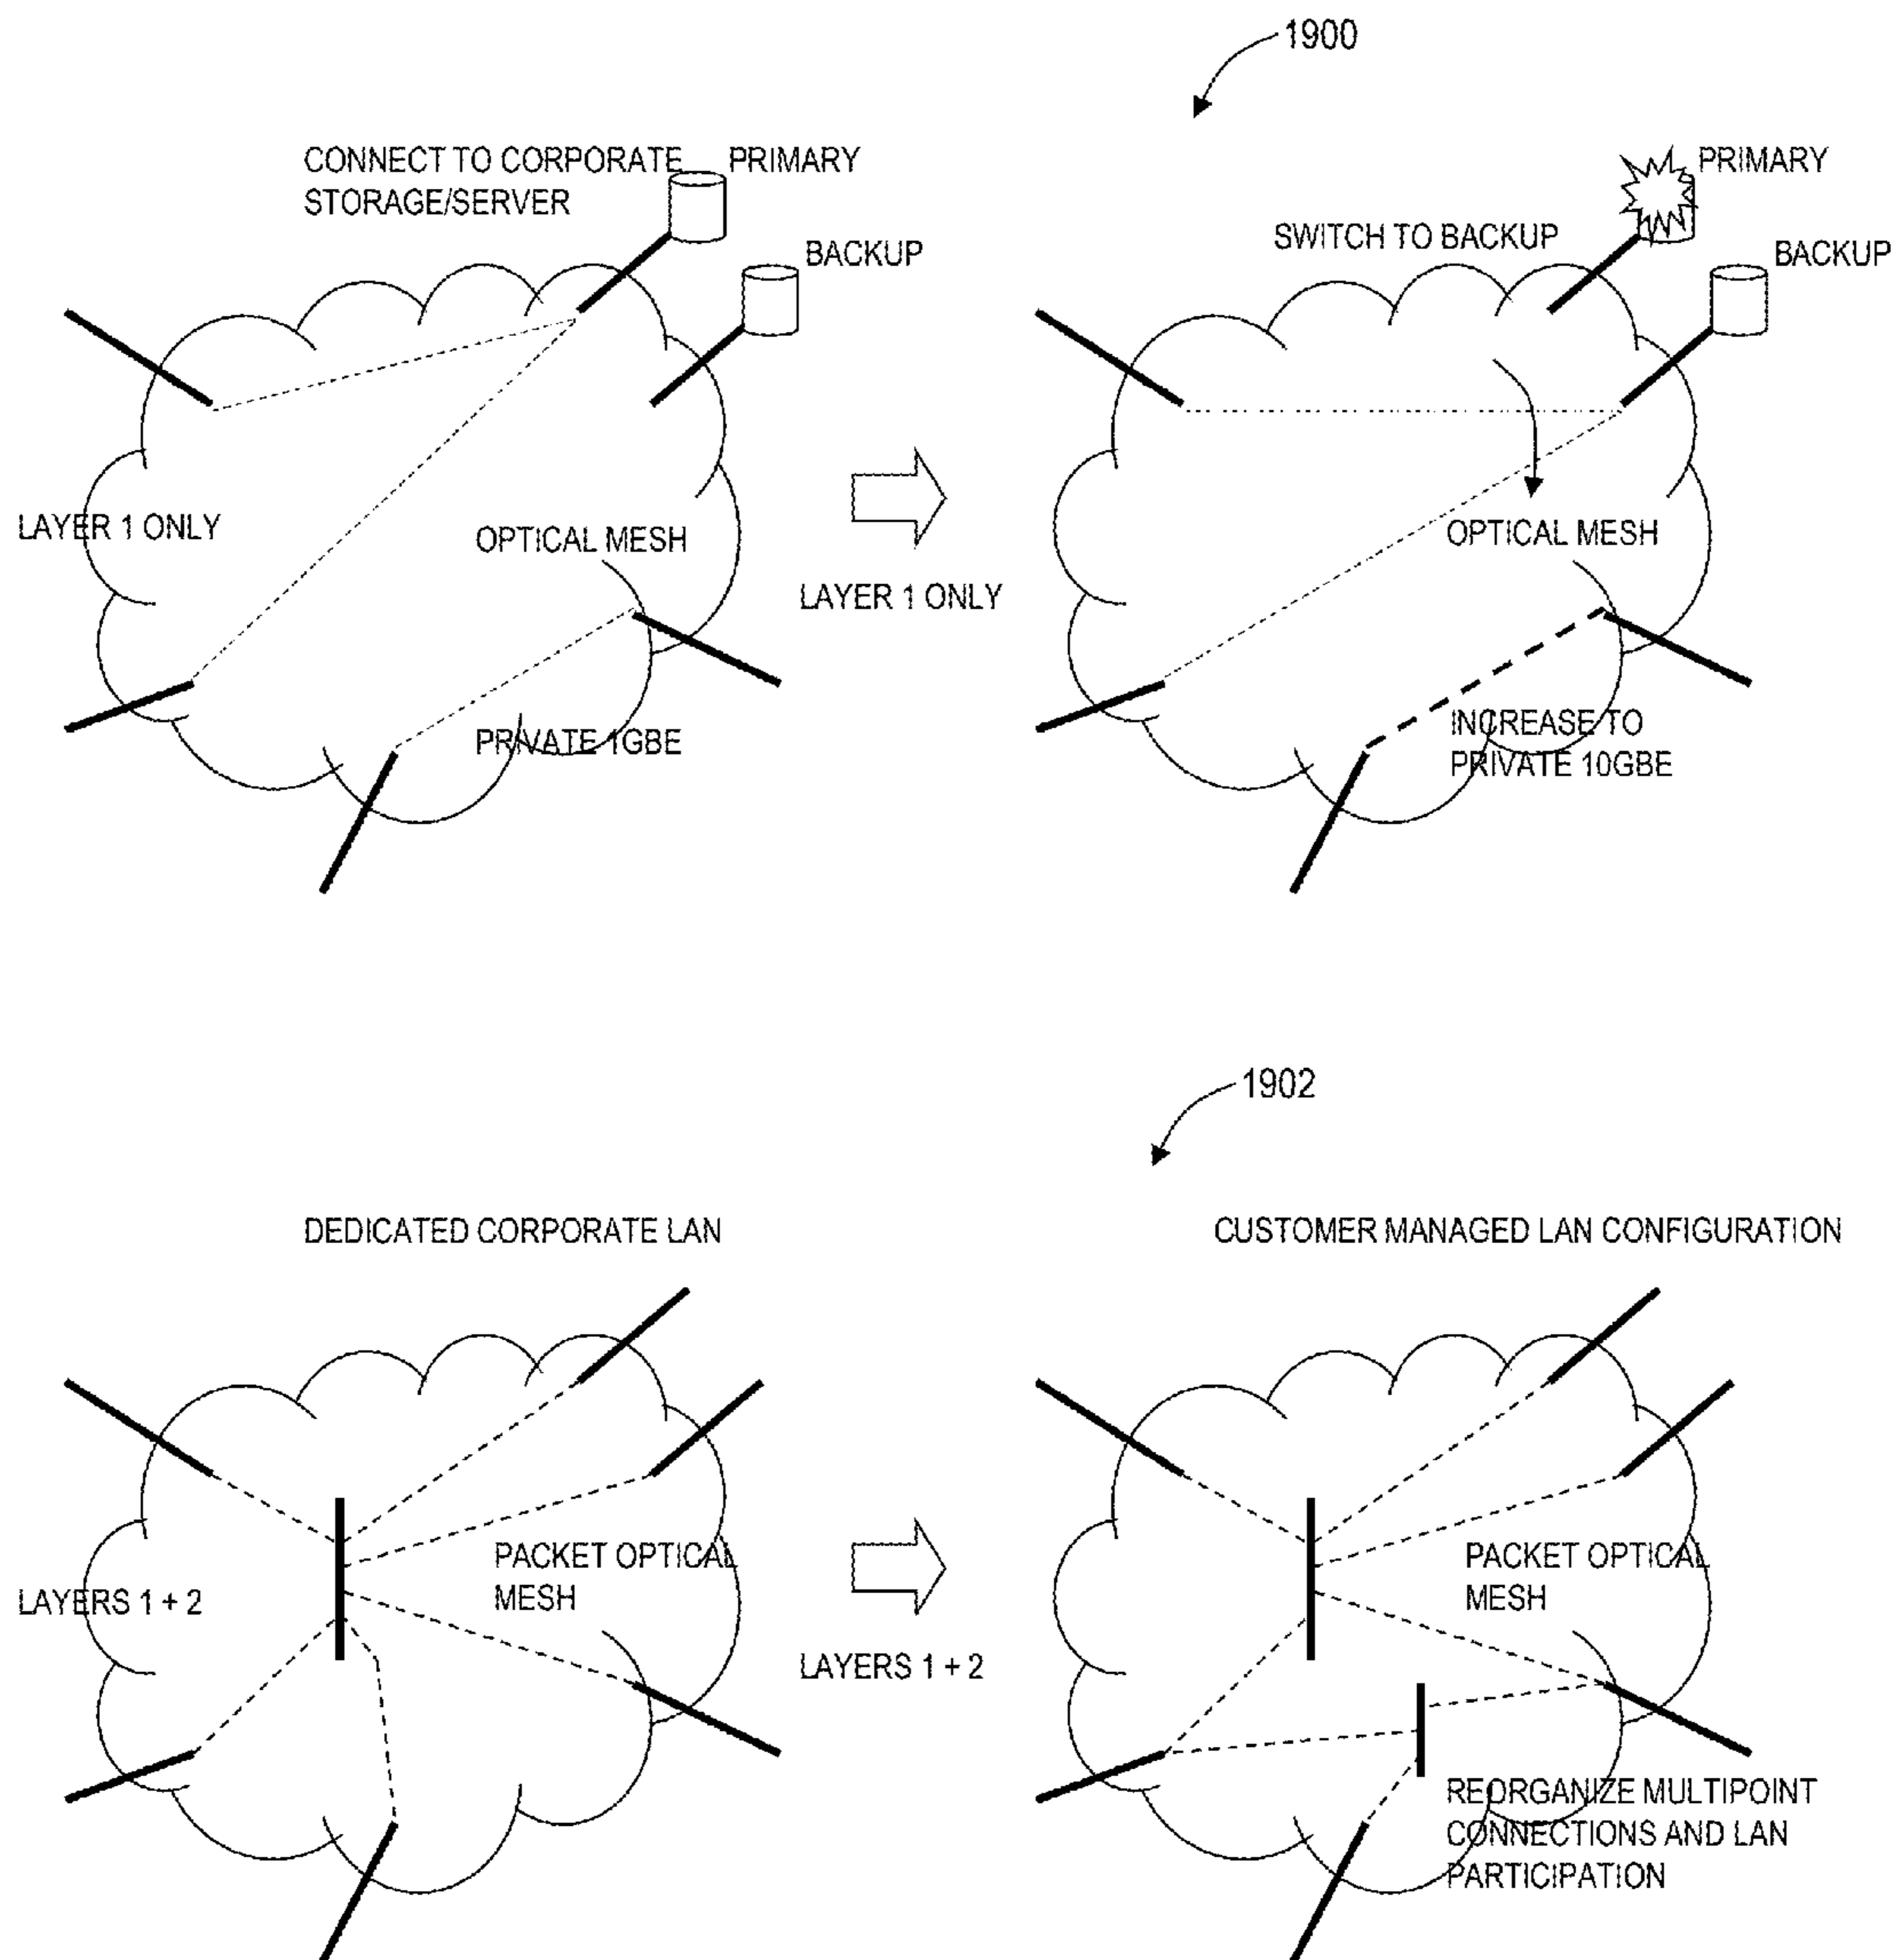 1900
CONNECT TO CORPORATE
STORAGE/SERVER
PRIMARY
BACKUP
LAYER 1 ONLY
OPTICAL MESH
PRIVATE 1GBE
LAYER 1 ONLY
PRIMARY
SWITCH TO BACKUP
BACKUP
OPTICAL MESH
INCREASE TO
PRIVATE 10GBE
1902
DEDICATED CORPORATE LAN
LAYERS 1 + 2
PACKET OPTICAL
MESH
LAYERS 1 + 2
CUSTOMER MANAGED LAN CONFIGURATION
PACKET OPTICAL
MESH
REORGANIZE MULTIPOINT
CONNECTIONS AND LAN
PARTICIPATION